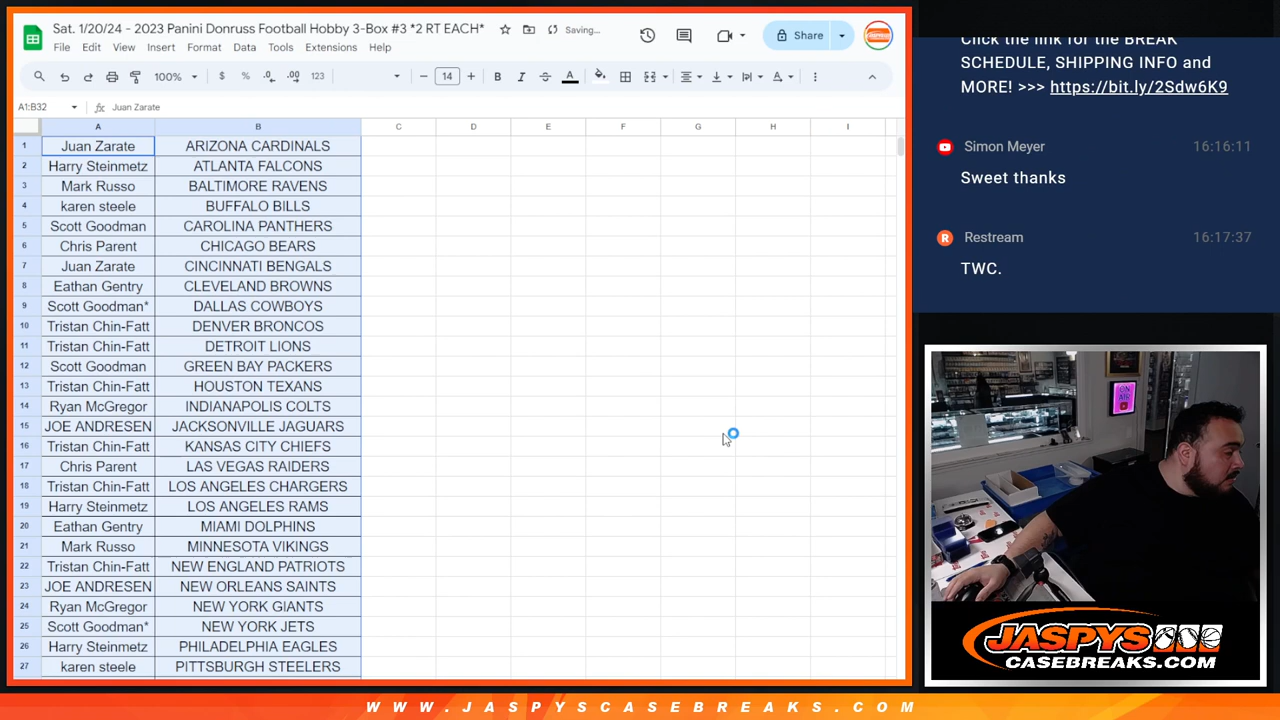 Sat. 1/20/24 - 2023 Panini Donruss Football Hobby 3-Box #3 *2 RT EACH*
Saving…
Share
File Edit View Insert Format Data Tools Extensions Help
100% $ % .0 .00 123 14
A1:B32 fx Juan Zarate
A B C D E F G H I
1 Juan Zarate ARIZONA CARDINALS
2 Harry Steinmetz ATLANTA FALCONS
3 Mark Russo BALTIMORE RAVENS
4 karen steele BUFFALO BILLS
5 Scott Goodman CAROLINA PANTHERS
6 Chris Parent CHICAGO BEARS
7 Juan Zarate CINCINNATI BENGALS
8 Eathan Gentry CLEVELAND BROWNS
9 Scott Goodman* DALLAS COWBOYS
10 Tristan Chin-Fatt DENVER BRONCOS
11 Tristan Chin-Fatt DETROIT LIONS
12 Scott Goodman GREEN BAY PACKERS
13 Tristan Chin-Fatt HOUSTON TEXANS
14 Ryan McGregor INDIANAPOLIS COLTS
15 JOE ANDRESEN JACKSONVILLE JAGUARS
16 Tristan Chin-Fatt KANSAS CITY CHIEFS
17 Chris Parent LAS VEGAS RAIDERS
18 Tristan Chin-Fatt LOS ANGELES CHARGERS
19 Harry Steinmetz LOS ANGELES RAMS
20 Eathan Gentry MIAMI DOLPHINS
21 Mark Russo MINNESOTA VIKINGS
22 Tristan Chin-Fatt NEW ENGLAND PATRIOTS
23 JOE ANDRESEN NEW ORLEANS SAINTS
24 Ryan McGregor NEW YORK GIANTS
25 Scott Goodman* NEW YORK JETS
26 Harry Steinmetz PHILADELPHIA EAGLES
27 karen steele PITTSBURGH STEELERS
Click the link for the BREAK
SCHEDULE, SHIPPING INFO and
MORE! >>> https://bit.ly/2Sdw6K9
Simon Meyer 16:16:11
Sweet thanks
Restream 16:17:37
TWC.
ON AIR
JASPYS
CASEBREAKS.COM
WWW.JASPYSCASEBREAKS.COM